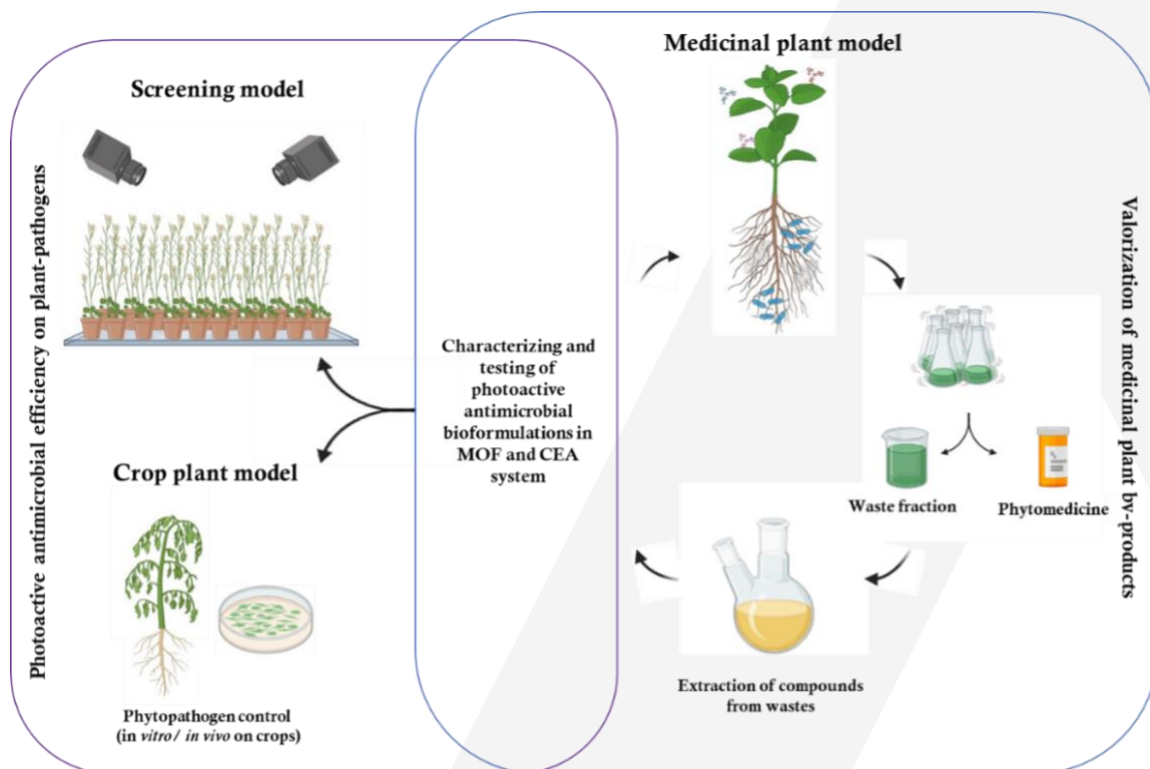 Photoactive antimicrobial efficiency on plant-pathogens
Screening model
Crop plant model
Phytopathogen control
(in vitro/ in vivo on crops)
Characterizing and
testing of
photoactive
antimicrobial
bioformulations in
MOF and CEA
system
Medicinal plant model
Waste fraction
Phytomedicine
Extraction of compounds
from wastes
Valorization of medicinal plant by-products